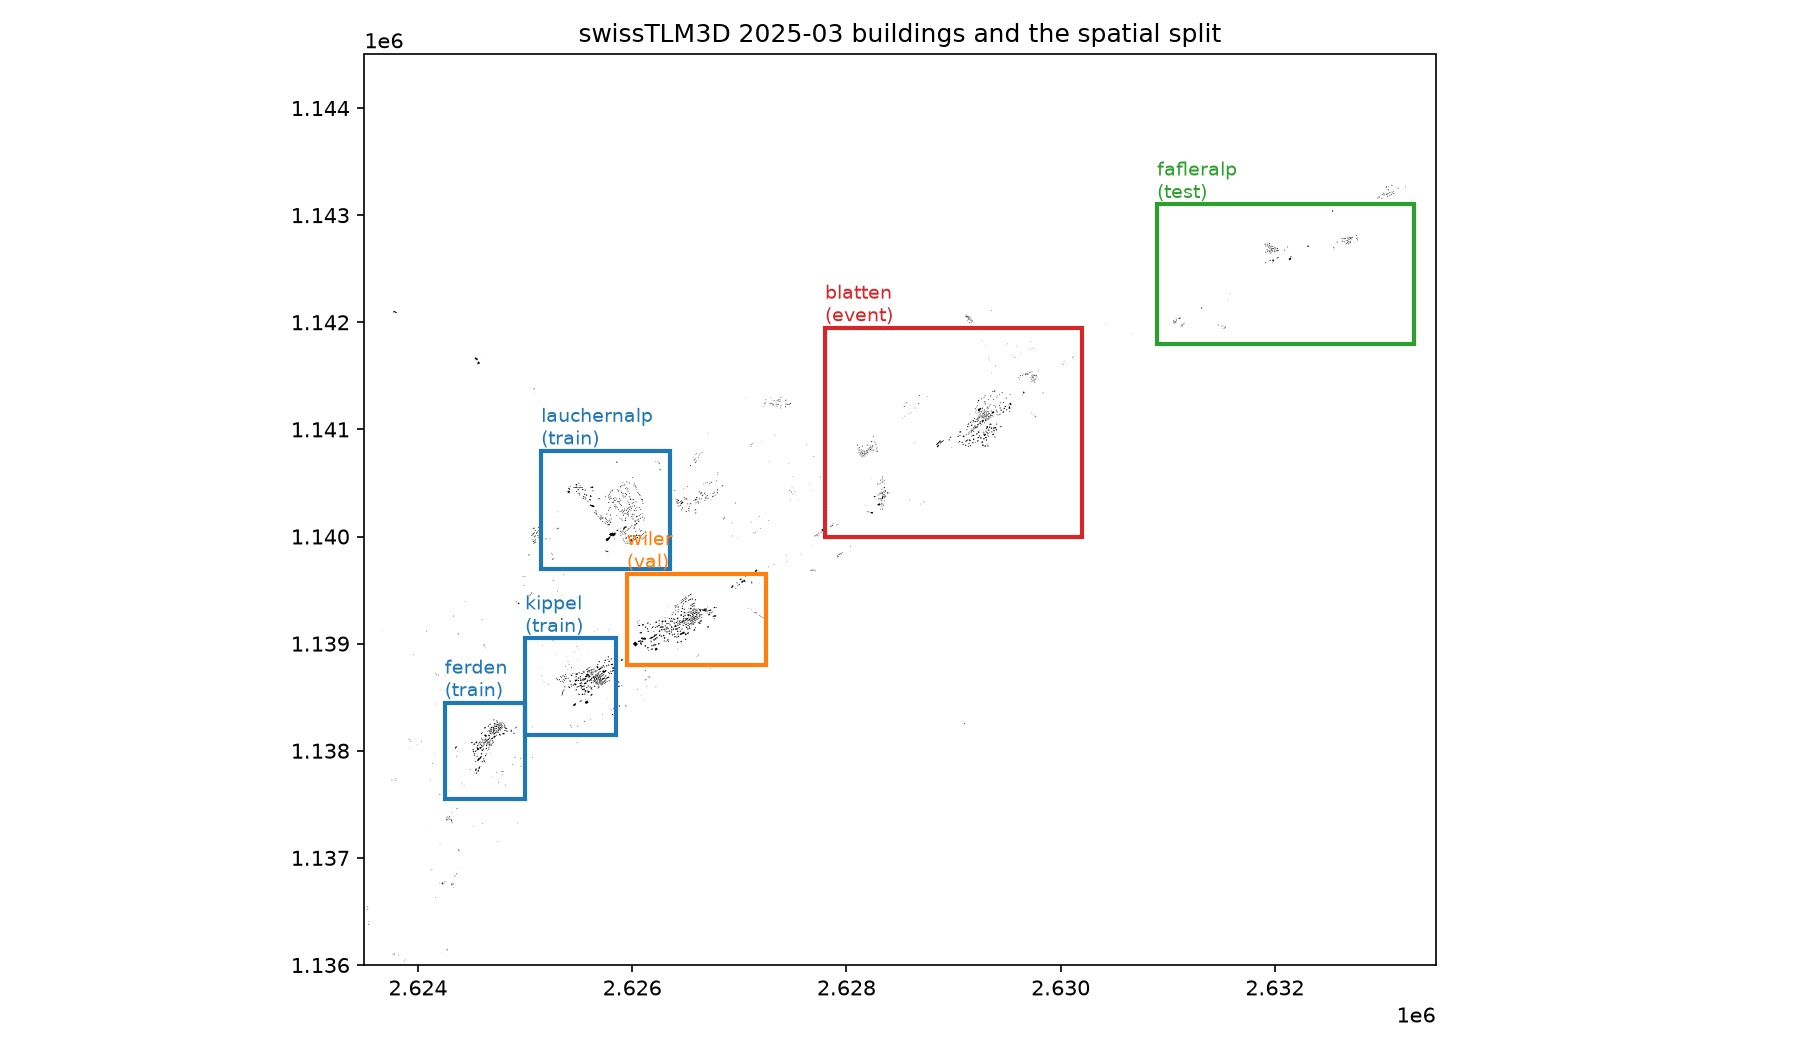 swissTLM3D 2025-03 buildings and the spatial split
1e6
1.144
1.143
1.142
1.141
1.140
1.139
1.138
1.137
1.136
fafleralp
(test)
blatten
(event)
lauchernalp
(train)
wiler
(val)
kippel
(train)
ferden
(train)
2.624
2.626
2.628
2.630
2.632
1e6